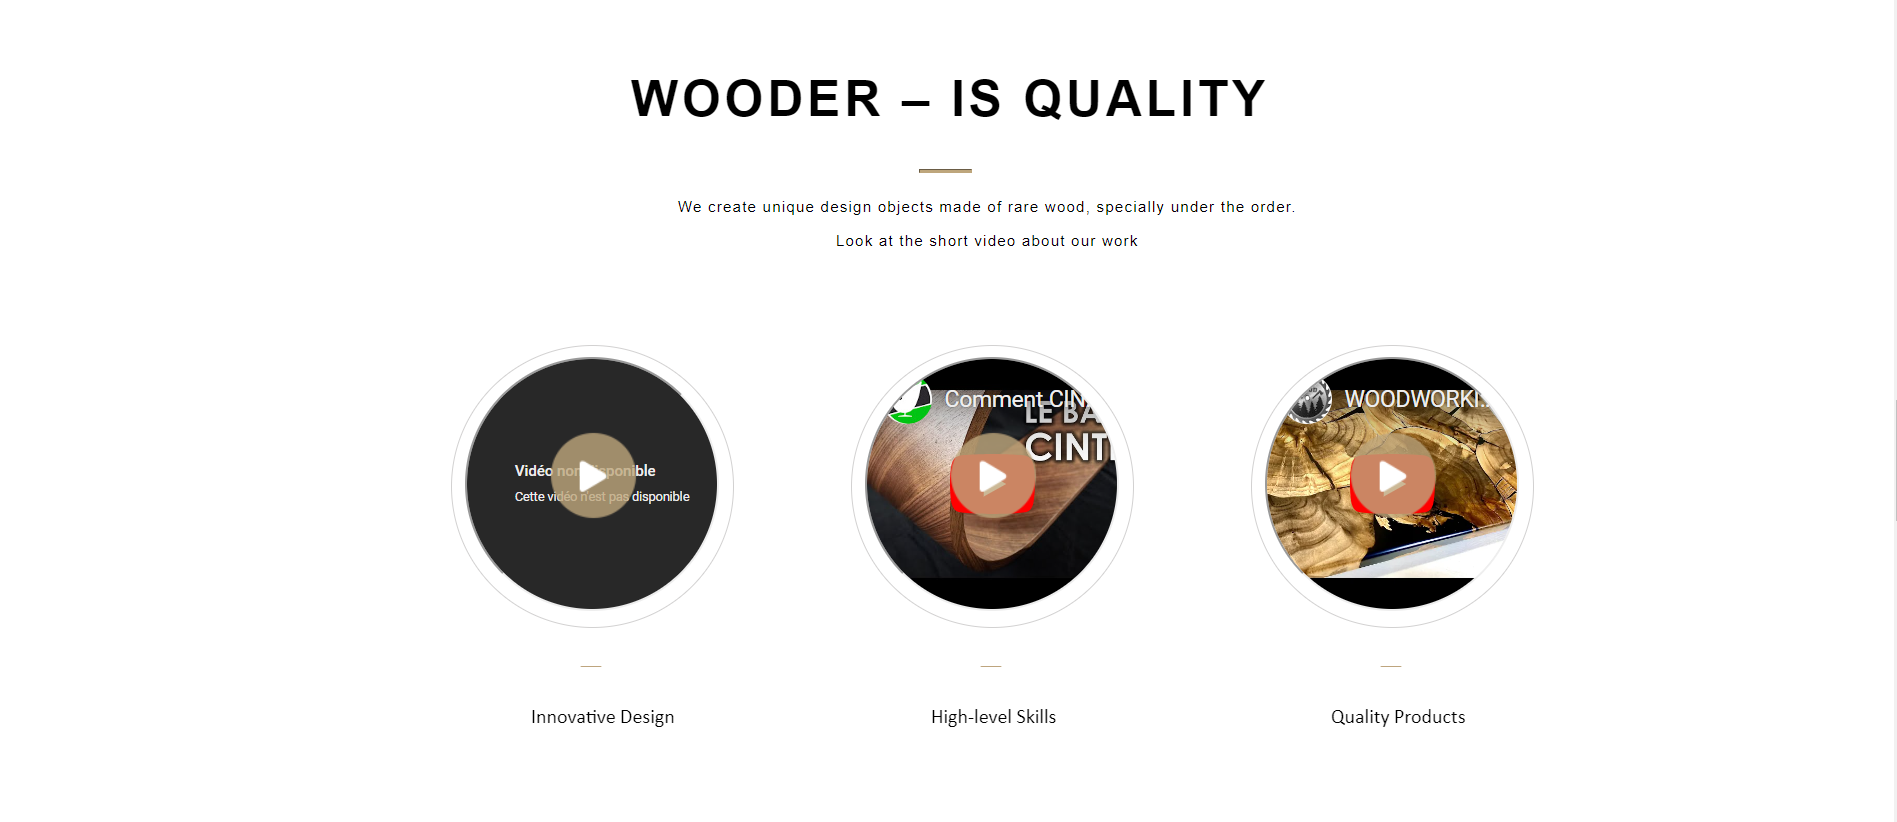 WOODER – IS QUALITY
We create unique design objects made of rare wood, specially under the order.
Look at the short video about our work
Vidéo non disponible
Cette vidéo n'est pas disponible
Comment CIN
LE BA
CINT
WOODWORKI...
Innovative Design
High-level Skills
Quality Products